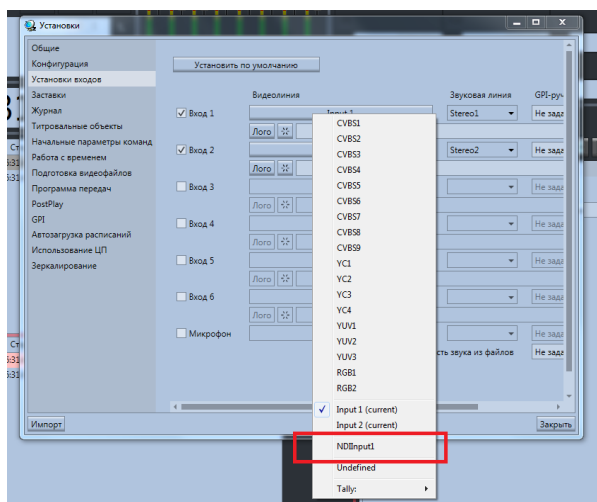 Установки
Общие
Конфигурация
Установки входов
Заставки
Журнал
Титровальные объекты
Начальные параметры команд
Работа с временем
Подготовка видеофайлов
Программа передач
PostPlay
GPI
Автозагрузка расписаний
Использование ЦП
Зеркалирование
Установить по умолчанию
Видеолиния Звуковая линия GPI-руч
Вход 1 Input 1 Stereo1 Не зада
Лого
Вход 2 Stereo2 Не зада
Лого
Вход 3 Не зада
Лого
Вход 4 Не зада
Лого
Вход 5 Не зада
Лого
Вход 6 Не зада
Лого
Микрофон Не зада
сть звука из файлов Не зада
CVBS1
CVBS2
CVBS3
CVBS4
CVBS5
CVBS6
CVBS7
CVBS8
CVBS9
YC1
YC2
YC3
YC4
YUV1
YUV2
YUV3
RGB1
RGB2
Input 1 (current)
Input 2 (current)
NDIInput1
Undefined
Tally:
Импорт Закрыть